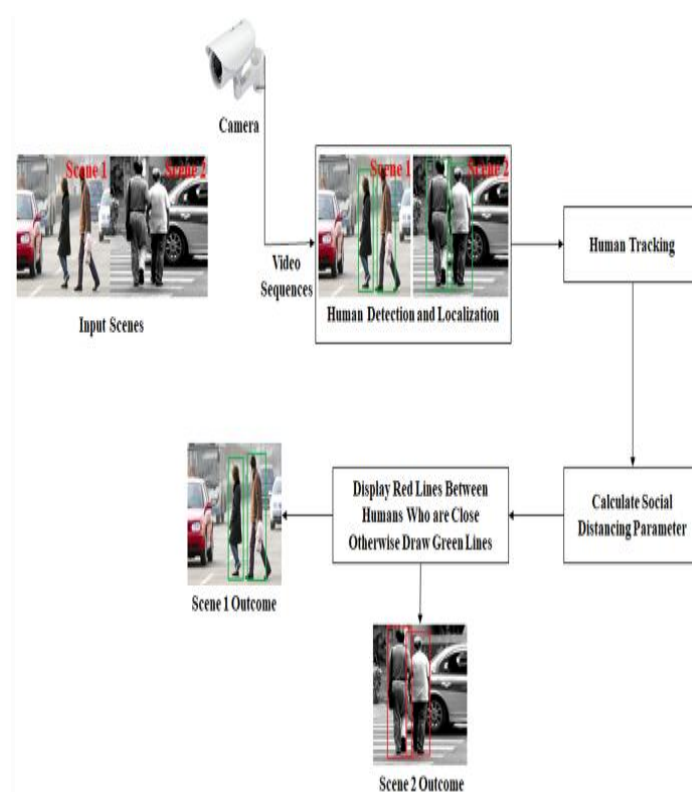 Camera
Scene 1
Scene 2
Input Scenes
Video
Sequences
Scene 1
Scene 2
Human Detection and Localization
Human Tracking
Calculate Social
Distancing Parameter
Display Red Lines Between
Humans Who are Close
Otherwise Draw Green Lines
Scene 1 Outcome
Scene 2 Outcome